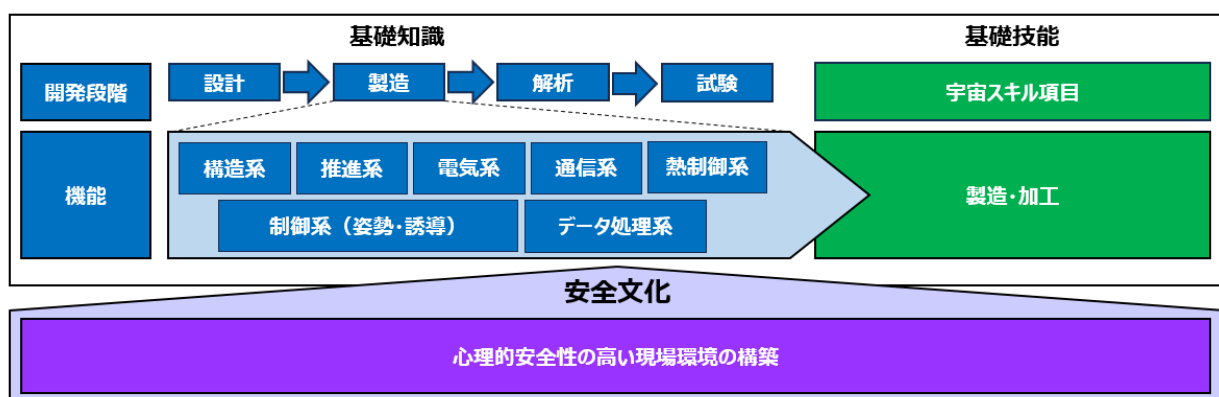 基礎知識
基礎技能
開発段階
設計
製造
解析
試験
宇宙スキル項目
機能
構造系
推進系
電気系
通信系
熱制御系
制御系（姿勢・誘導）
データ処理系
製造・加工
安全文化
心理的安全性の高い現場環境の構築